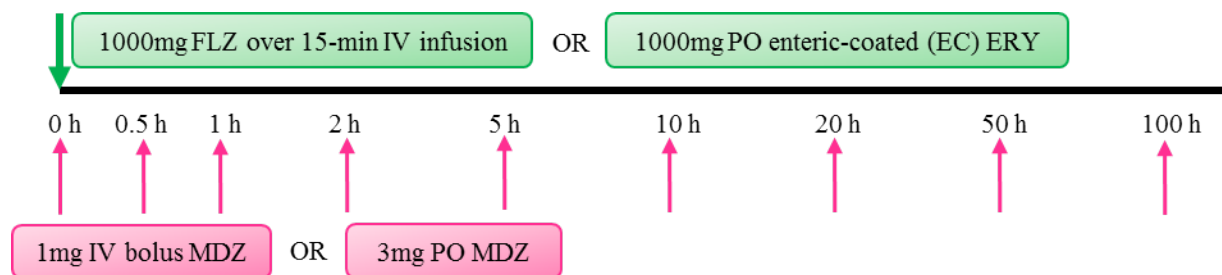 1000mg FLZ over 15-min IV infusion OR 1000mg PO enteric-coated (EC) ERY
0 h 0.5 h 1 h 2 h 5 h 10 h 20 h 50 h 100 h
1mg IV bolus MDZ OR 3mg PO MDZ